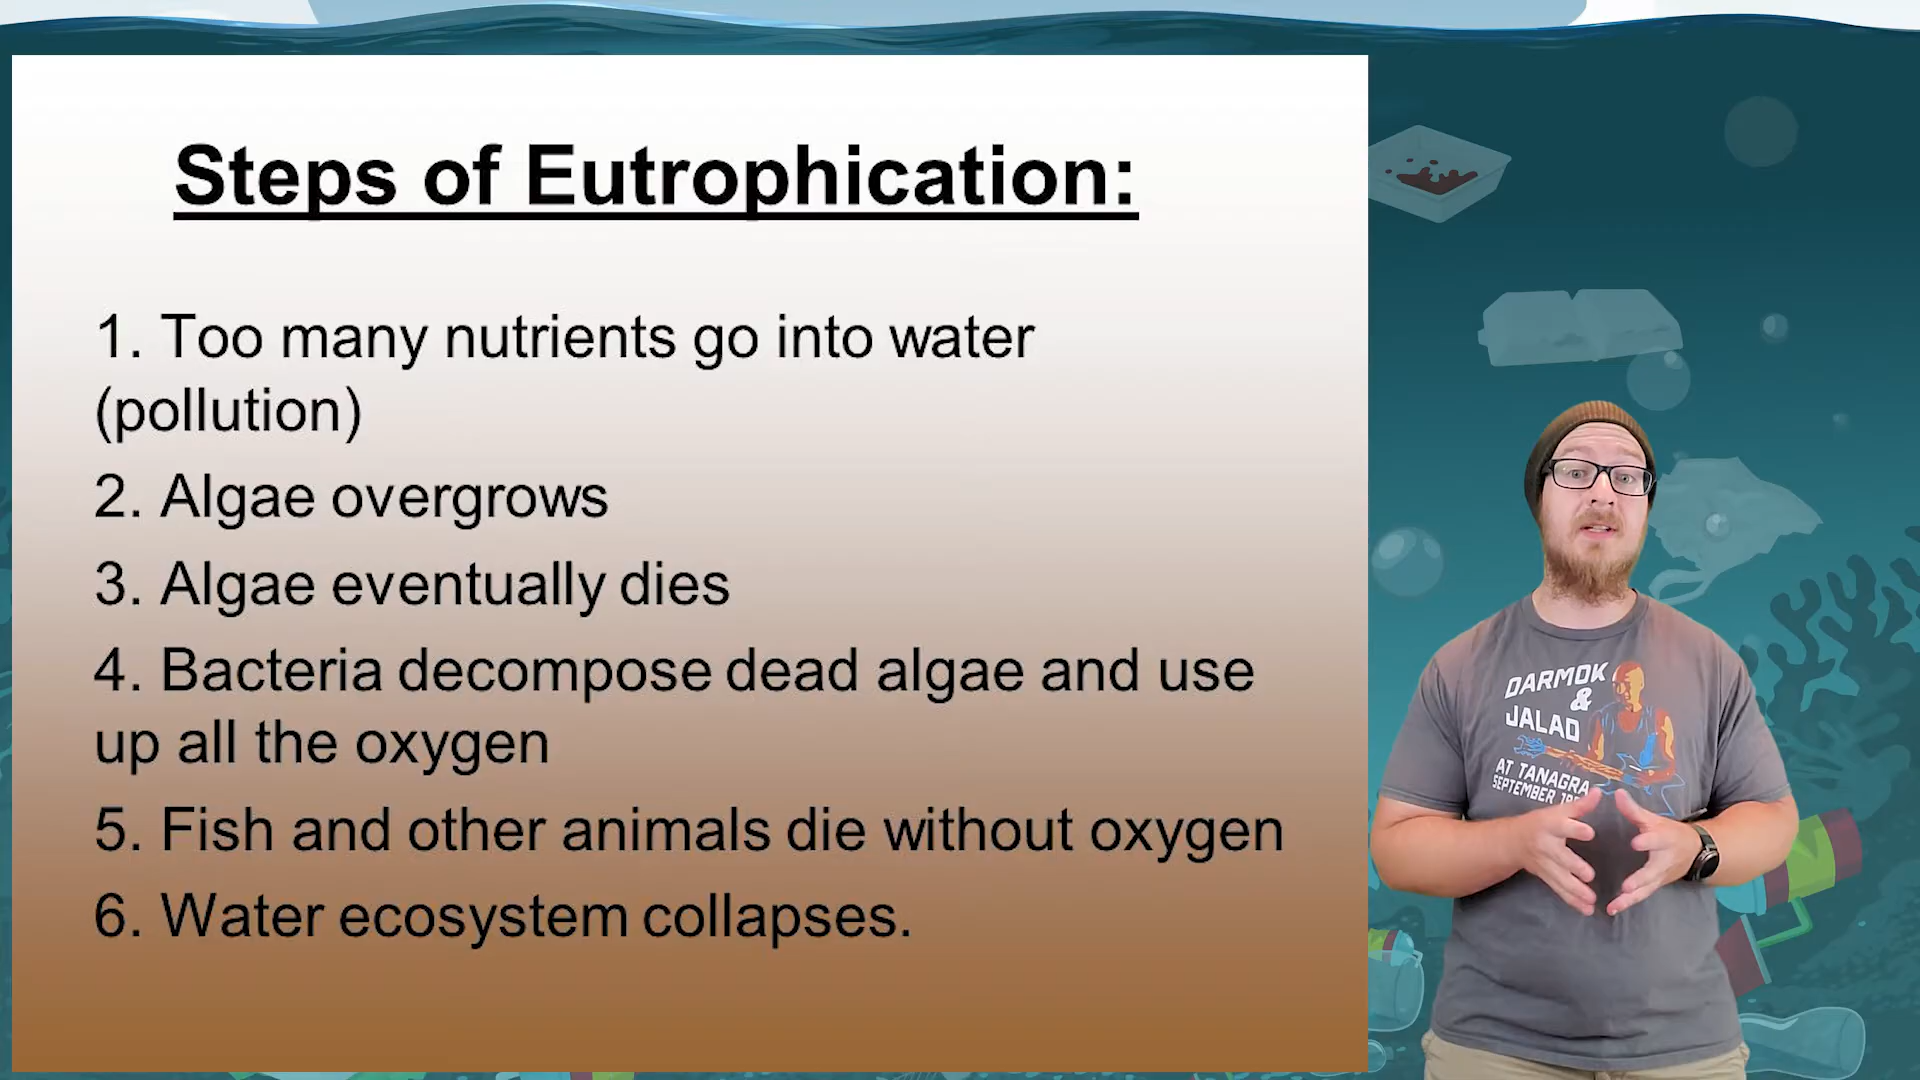 Steps of Eutrophication:
1. Too many nutrients go into water
(pollution)
2. Algae overgrows
3. Algae eventually dies
4. Bacteria decompose dead algae and use
up all the oxygen
5. Fish and other animals die without oxygen
6. Water ecosystem collapses.
DARMOK
&
JALAD
AT TANAGRA
SEPTEMBER